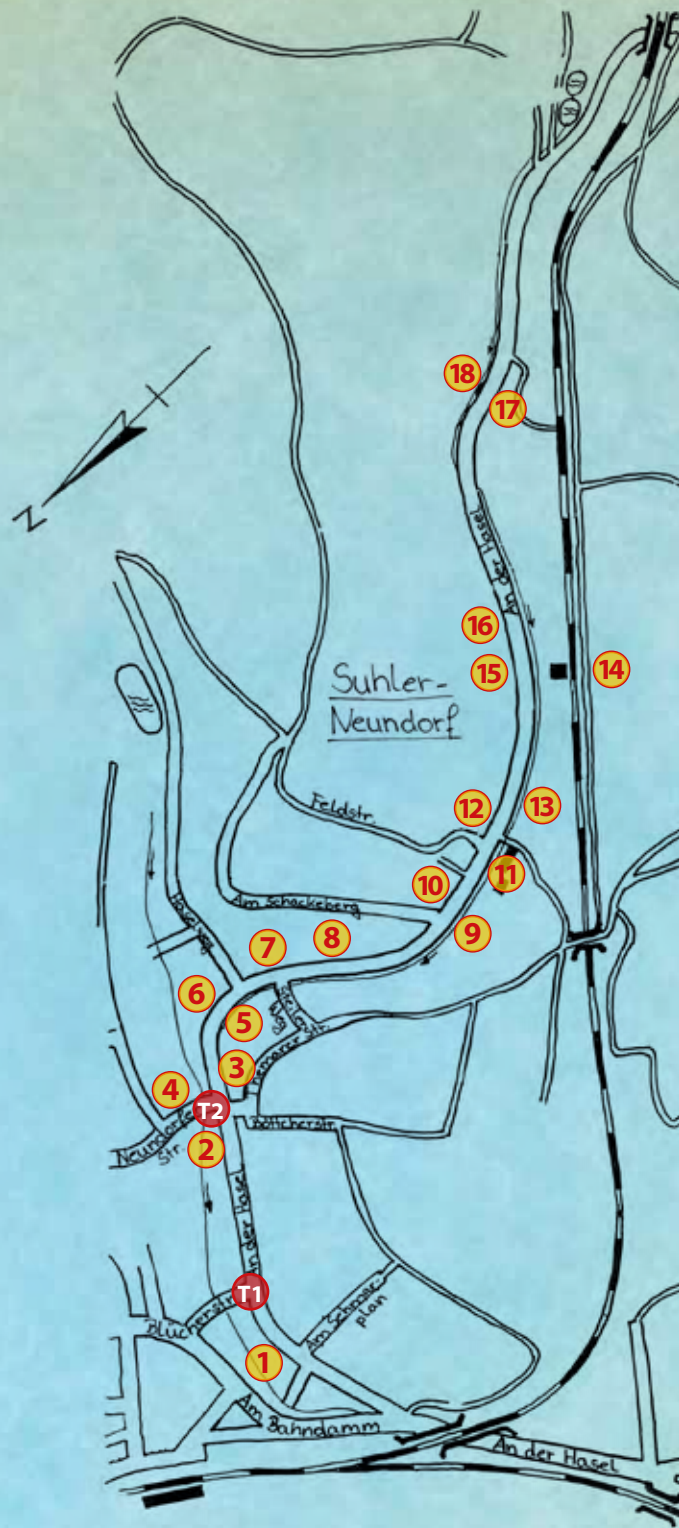 18
17
N
An der Hasel
16
15
14
Suhler-
Neundorf
12
13
Feldstr.
11
10
Am Schackeberg
9
8
7
6
5
3
4
T2
Neundorfer
Str.
Böttcherstr.
2
An der Hasel
T1
Blücherstr.
Am Schmar-
plan
1
Am Bahndamm
An der Hasel